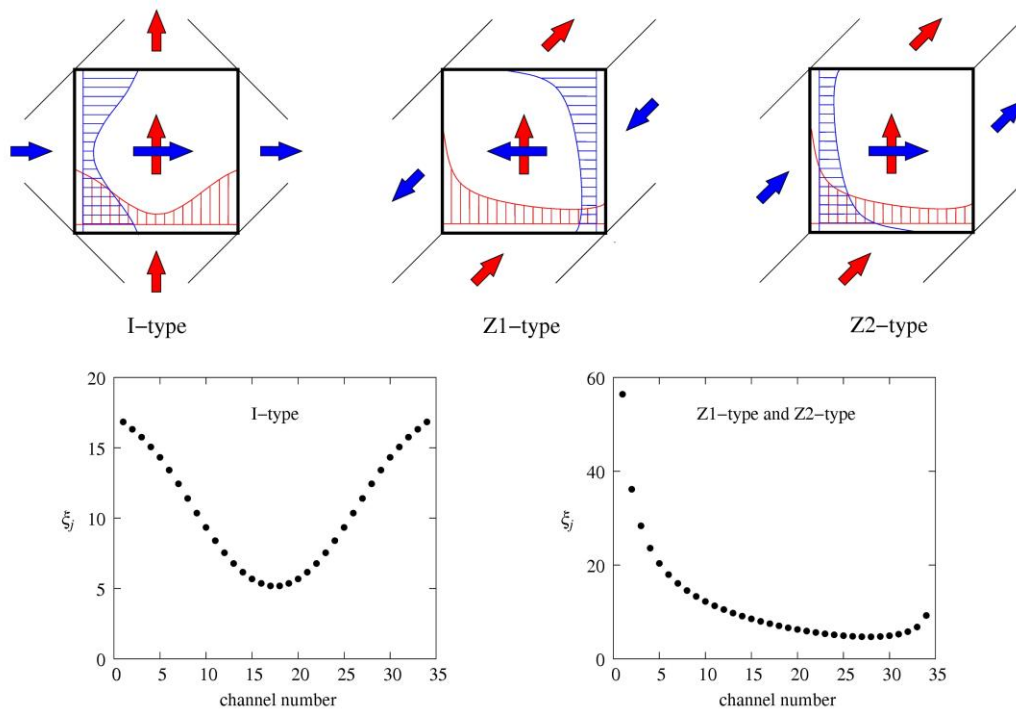 I−type
Z1−type
Z2−type
20
15
10
5
0
ξj
I−type
0 5 10 15 20 25 30 35
channel number
60
40
20
0
ξj
Z1−type and Z2−type
0 5 10 15 20 25 30 35
channel number